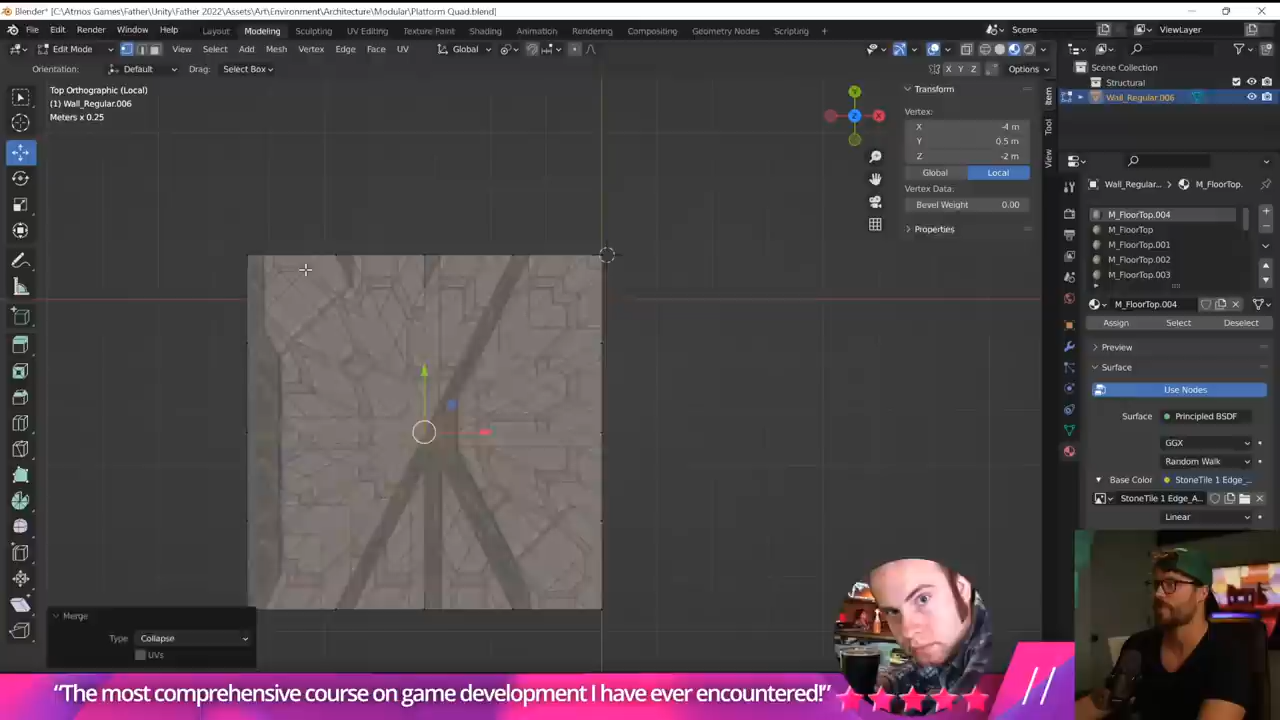 Blender* [C:\Atmos Games\Father\Unity\Father 2022\Assets\Art\Environment\Architecture\Modular\Platform Quad.blend]
File Edit Render Window Help Layout Modeling Sculpting UV Editing Texture Paint Shading Animation Rendering Compositing Geometry Nodes Scripting + Scene ViewLayer
Edit Mode View Select Add Mesh Vertex Edge Face UV Global
Orientation: Default Drag: Select Box X Y Z Options
Top Orthographic (Local)
(1) Wall_Regular.006
Meters x 0.25
Transform
Vertex:
X -4 m
Y 0.5 m
Z -2 m
Global Local
Vertex Data:
Bevel Weight 0.00
Properties
Item
Tool
View
Y
X
Z
Scene Collection
Structural
Wall_Regular.006
Wall_Regular... M_FloorTop.
M_FloorTop.004
M_FloorTop
M_FloorTop.001
M_FloorTop.002
M_FloorTop.003
M_FloorTop.004
Assign Select Deselect
Preview
Surface
Use Nodes
Surface Principled BSDF
GGX
Random Walk
Base Color StoneTile 1 Edge_...
StoneTile 1 Edge_A...
Linear
Merge
Type Collapse
UVs
“The most comprehensive course on game development I have ever encountered!”
//